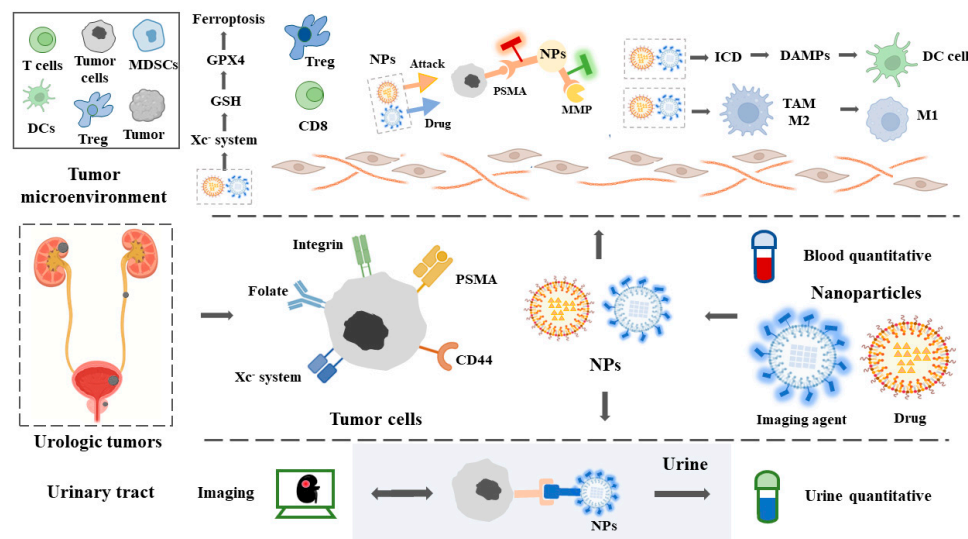 T cells
Tumor
cells
MDSCs
DCs
Treg
Tumor
Tumor
microenvironment
Ferroptosis
GPX4
GSH
Xc⁻ system
Treg
CD8
NPs
Attack
Drug
PSMA
NPs
MMP
ICD
DAMPs
DC cell
TAM
M2
M1
Urologic tumors
Integrin
Folate
PSMA
Xc⁻ system
CD44
Tumor cells
NPs
Blood quantitative
Nanoparticles
Imaging agent
Drug
Urinary tract
Imaging
NPs
Urine
Urine quantitative